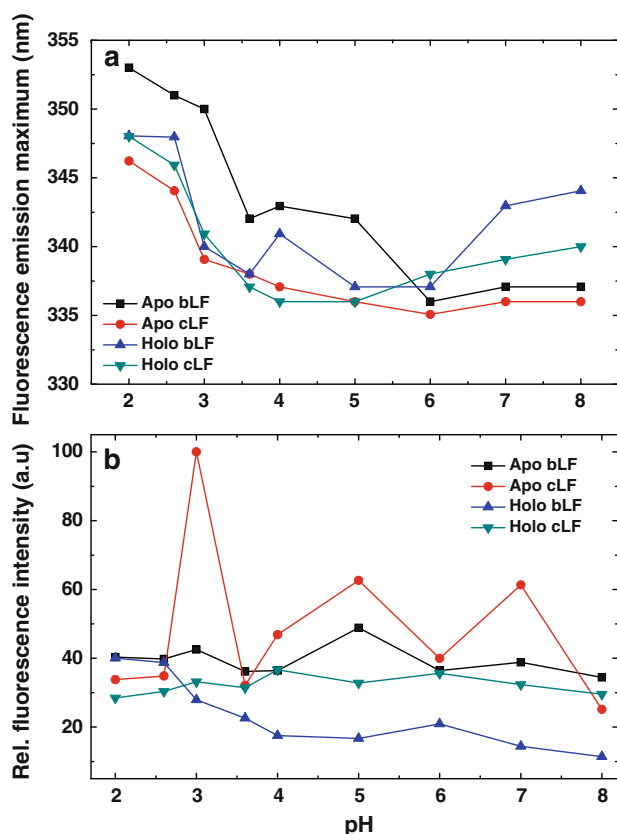 a
Fluorescence emission maximum (nm)
355
350
345
340
335
330
Apo bLF
Apo cLF
Holo bLF
Holo cLF
2 3 4 5 6 7 8
b
Rel. fluorescence intensity (a.u)
100
80
60
40
20
Apo bLF
Apo cLF
Holo bLF
Holo cLF
2 3 4 5 6 7 8
pH